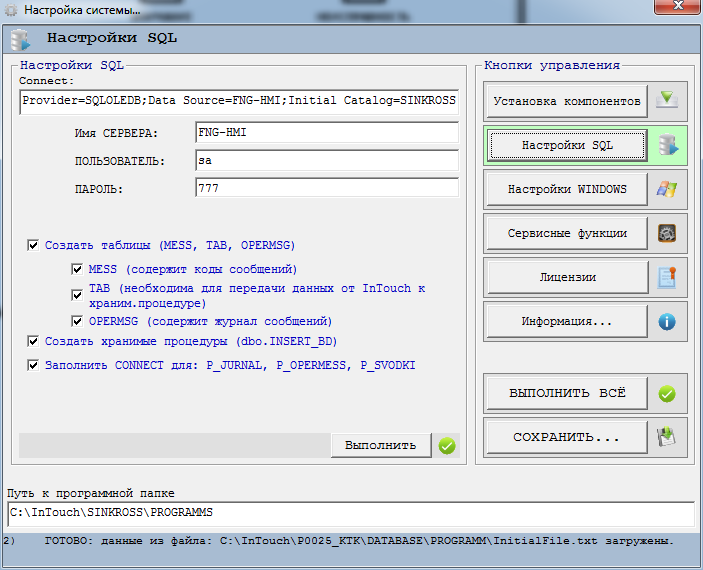 Настройка системы...
Настройки SQL
Настройки SQL
Connect:
Provider=SQLOLEDB;Data Source=FNG-HMI;Initial Catalog=SINKROSS
Имя СЕРВЕРА:
FNG-HMI
ПОЛЬЗОВАТЕЛЬ:
sa
ПАРОЛЬ:
777
Создать таблицы (MESS, TAB, OPERMSG)
MESS (содержит коды сообщений)
TAB (необходима для передачи данных от InTouch к
храним.процедуре)
OPERMSG (содержит журнал сообщений)
Создать хранимые процедуры (dbo.INSERT_BD)
Заполнить CONNECT для: P_JURNAL, P_OPERMESS, P_SVODKI
Выполнить
Кнопки управления
Установка компонентов
Настройки SQL
Настройки WINDOWS
Сервисные функции
Лицензии
Информация...
ВЫПОЛНИТЬ ВСЁ
СОХРАНИТЬ...
Путь к программной папке
C:\InTouch\SINKROSS\PROGRAMMS
2) ГОТОВО: данные из файла: C:\InTouch\P0025_KTK\DATABASE\PROGRAMM\InitialFile.txt загружены.